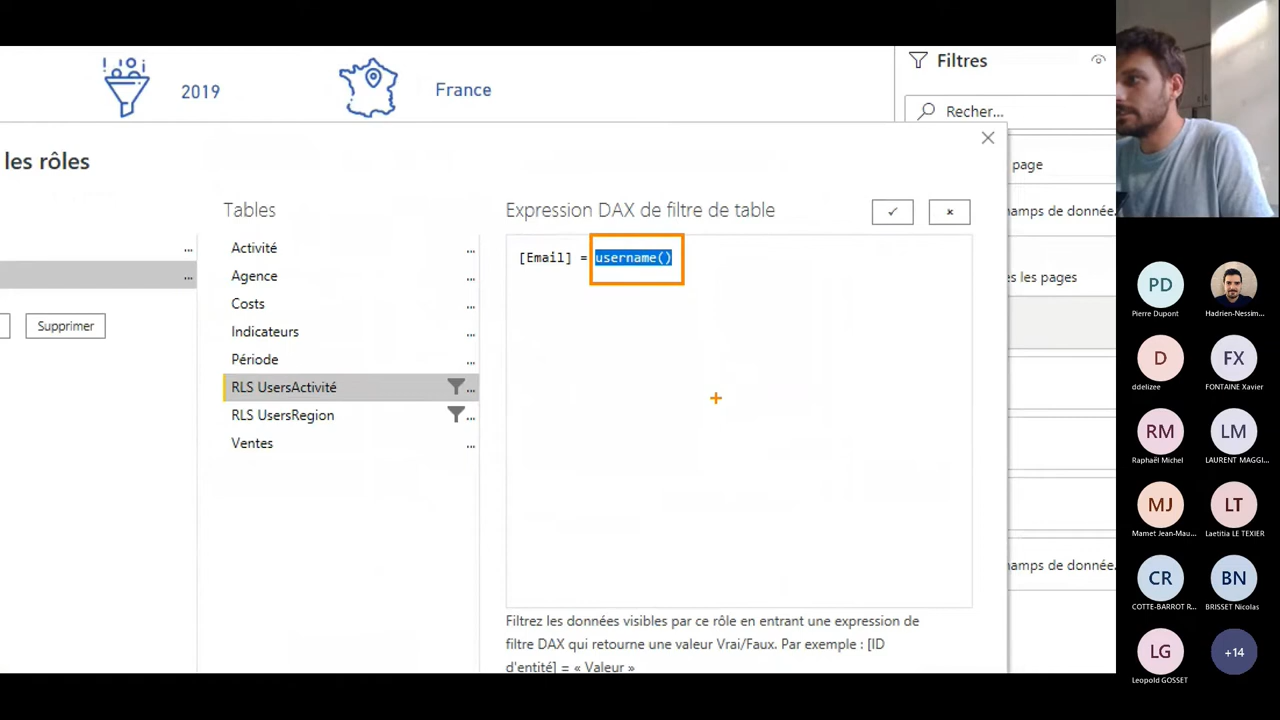 2019
France
Filtres
Recher...
les rôles
page
Tables
Expression DAX de filtre de table
hamps de donnée.
Activité
...
...
[Email] = username()
Agence
...
...
es les pages
Costs
...
Supprimer
Indicateurs
...
Période
...
RLS UsersActivité
...
RLS UsersRegion
...
Ventes
...
hamps de donnée.
Filtrez les données visibles par ce rôle en entrant une expression de
filtre DAX qui retourne une valeur Vrai/Faux. Par exemple : [ID
d'entité] = « Valeur »
PD
Pierre Dupont
Hadrien-Nessim...
D
ddelizee
FX
FONTAINE Xavier
RM
Raphaël Michel
LM
LAURENT MAGGI...
MJ
Mamet Jean-Mau...
LT
Laetitia LE TEXIER
CR
COTTE-BARROT R...
BN
BRISSET Nicolas
LG
Leopold GOSSET
+14